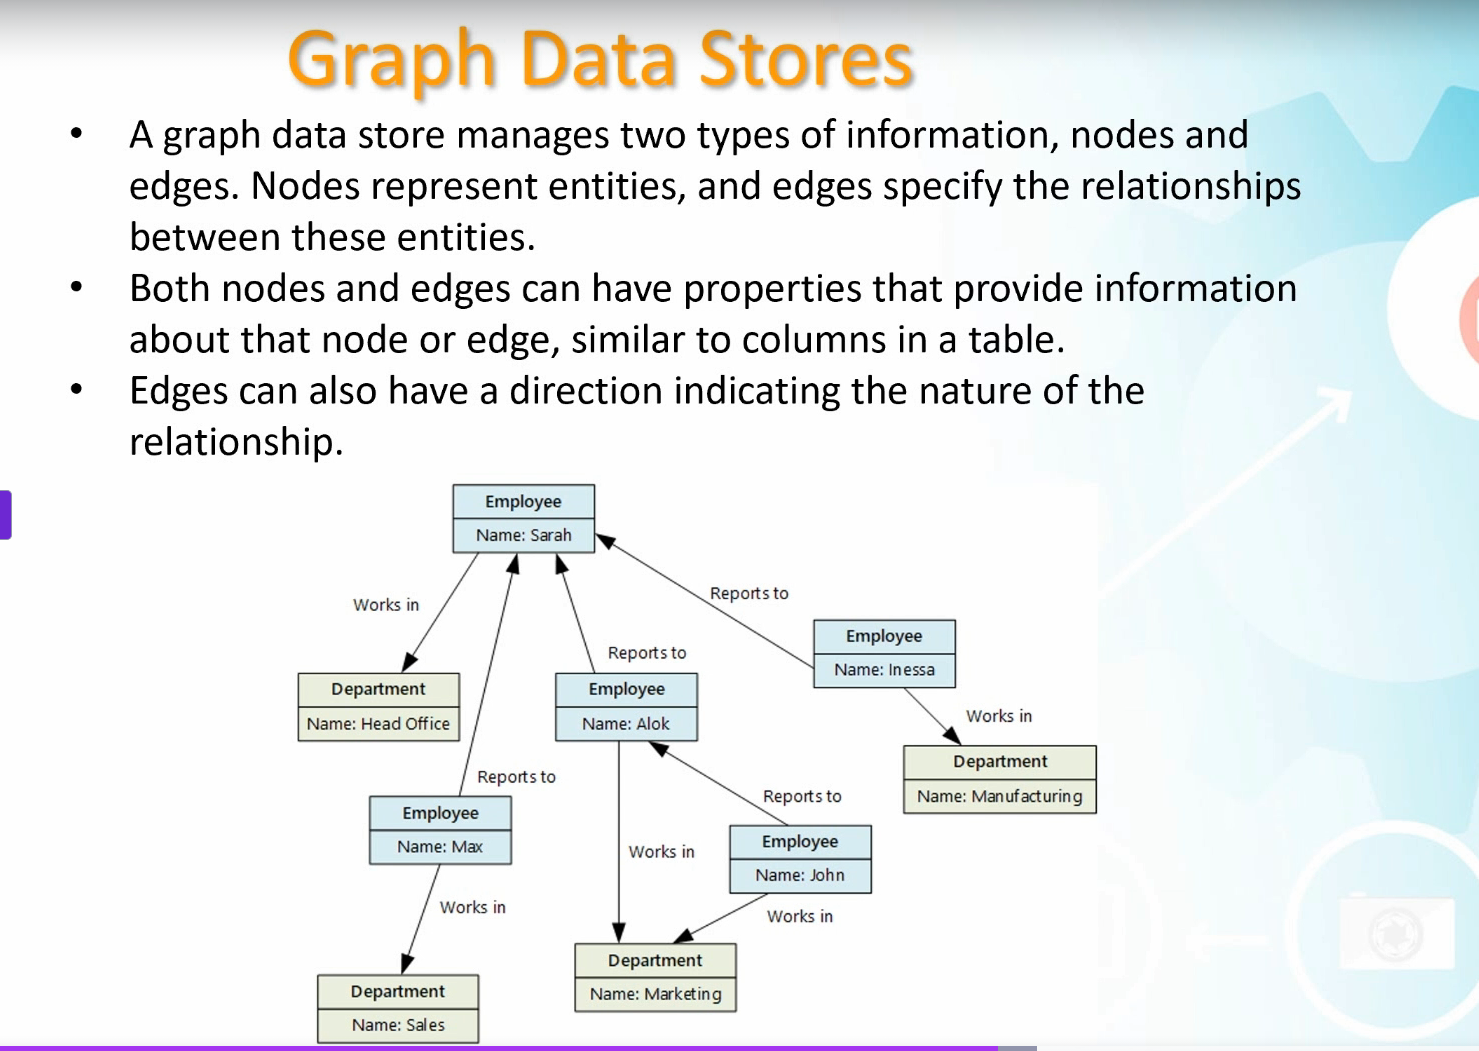 Graph Data Stores
• A graph data store manages two types of information, nodes and
edges. Nodes represent entities, and edges specify the relationships
between these entities.
• Both nodes and edges can have properties that provide information
about that node or edge, similar to columns in a table.
• Edges can also have a direction indicating the nature of the
relationship.
Employee
Name: Sarah
Works in
Reports to
Employee
Name: Inessa
Reports to
Department
Name: Head Office
Employee
Name: Alok
Works in
Department
Name: Manufacturing
Reports to
Employee
Name: Max
Reports to
Employee
Name: John
Works in
Works in
Works in
Department
Name: Marketing
Department
Name: Sales